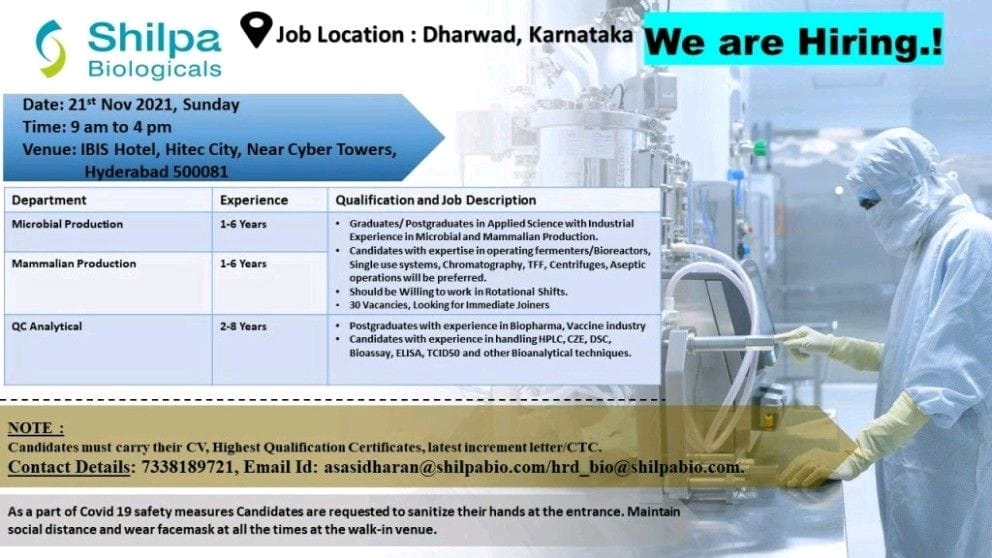 Shilpa
Biologicals
Job Location : Dharwad, Karnataka
We are Hiring.!
Date: 21st Nov 2021, Sunday
Time: 9 am to 4 pm
Venue: IBIS Hotel, Hitec City, Near Cyber Towers,
Hyderabad 500081
Department Experience Qualification and Job Description
Microbial Production 1-6 Years
• Graduates/ Postgraduates in Applied Science with Industrial
Experience in Microbial and Mammalian Production.
• Candidates with expertise in operating fermenters/Bioreactors,
Mammalian Production 1-6 Years
Single use systems, Chromatography, TFF, Centrifuges, Aseptic
operations will be preferred.
• Should be Willing to work in Rotational Shifts.
• 30 Vacancies, Looking for Immediate Joiners
QC Analytical 2-8 Years
• Postgraduates with experience in Biopharma, Vaccine industry
• Candidates with experience in handling HPLC, CZE, DSC,
Bioassay, ELISA, TCID50 and other Bioanalytical techniques.
NOTE :
Candidates must carry their CV, Highest Qualification Certificates, latest increment letter/CTC.
Contact Details: 7338189721, Email Id: asasidharan@shilpabio.com/hrd_bio@shilpabio.com.
As a part of Covid 19 safety measures Candidates are requested to sanitize their hands at the entrance. Maintain
social distance and wear facemask at all the times at the walk-in venue.